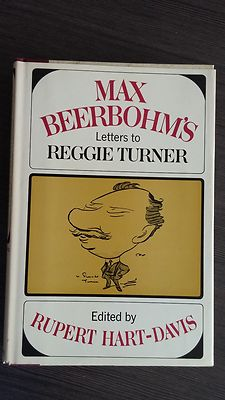 MAX
BEERBOHM'S
Letters to
REGGIE TURNER
Edited by
RUPERT HART-DAVIS